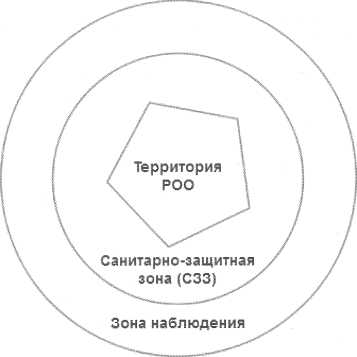 Территория
РОО
Санитарно-защитная
зона (СЗЗ)
Зона наблюдения